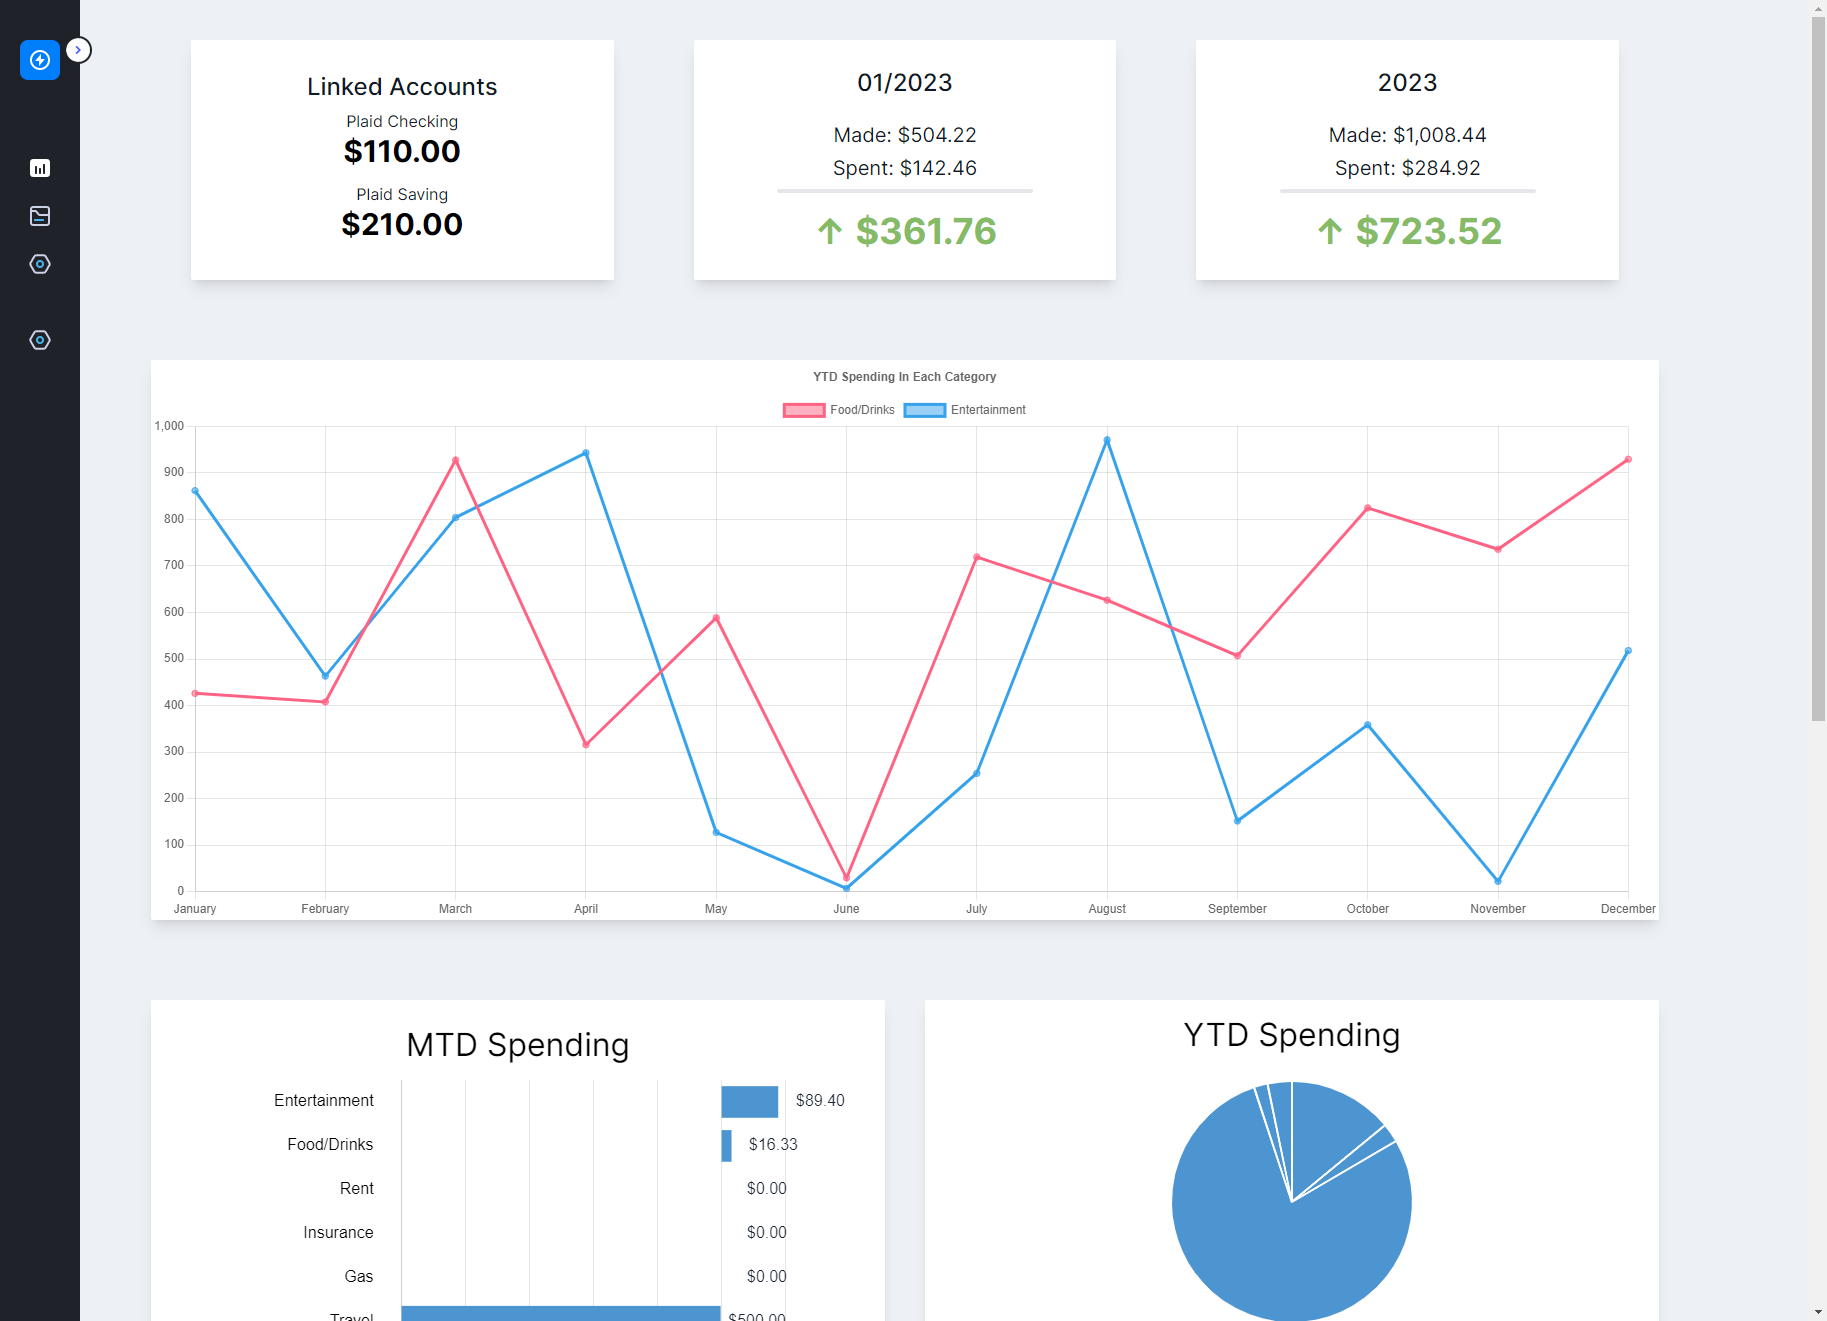 Linked Accounts
Plaid Checking
$110.00
Plaid Saving
$210.00
01/2023
Made: $504.22
Spent: $142.46
↑ $361.76
2023
Made: $1,008.44
Spent: $284.92
↑ $723.52
YTD Spending In Each Category
Food/Drinks Entertainment
1,000
900
800
700
600
500
400
300
200
100
0
January February March April May June July August September October November December
MTD Spending
Entertainment $89.40
Food/Drinks $16.33
Rent $0.00
Insurance $0.00
Gas $0.00
Travel $500.00
YTD Spending